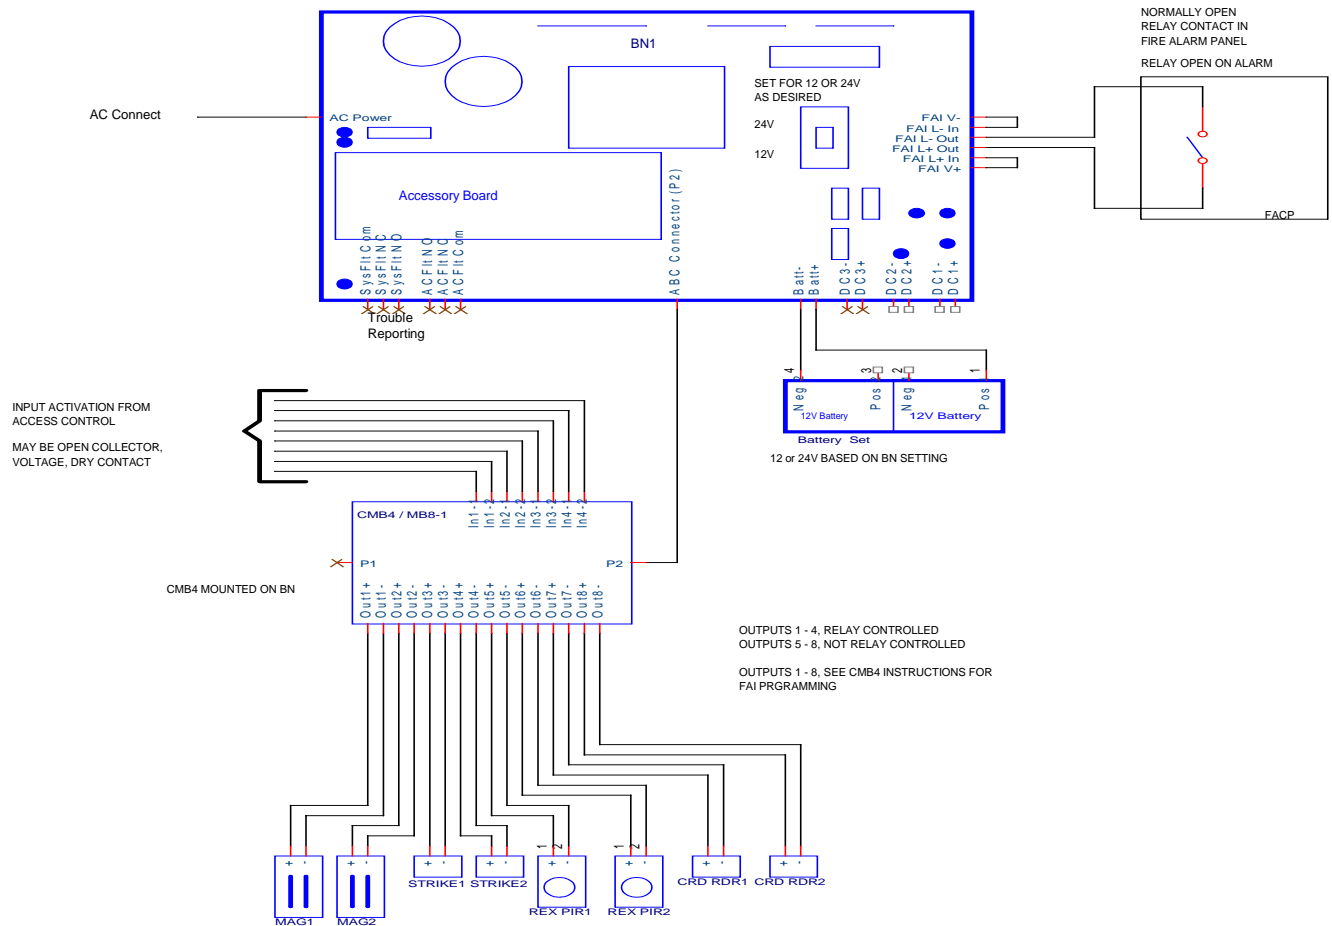 NORMALLY OPEN
RELAY CONTACT IN
FIRE ALARM PANEL
RELAY OPEN ON ALARM
BN1
SET FOR 12 OR 24V
AS DESIRED
24V
12V
AC Connect
AC Power
FAI V-
FAI L- In
FAI L- Out
FAI L+ Out
FAI L+ In
FAI V+
Accessory Board
FACP
SysFltCom
SysFltNC
SysFltNO
ACFltNO
ACFltNC
ACFltCom
ABC Connector (P2)
Batt-
Batt+
DC3-
DC3+
DC2-
DC2+
DC1-
DC1+
Trouble
Reporting
4
3
2
1
Neg
Pos
Neg
Pos
12V Battery
12V Battery
Battery Set
12 or 24V BASED ON BN SETTING
INPUT ACTIVATION FROM
ACCESS CONTROL
MAY BE OPEN COLLECTOR,
VOLTAGE, DRY CONTACT
CMB4 / MB8-1
In1-1
In1-2
In2-1
In2-2
In3-1
In3-2
In4-1
In4-2
P1
P2
CMB4 MOUNTED ON BN
Out1+
Out1-
Out2+
Out2-
Out3+
Out3-
Out4+
Out4-
Out5+
Out5-
Out6+
Out6-
Out7+
Out7-
Out8+
Out8-
OUTPUTS 1 - 4, RELAY CONTROLLED
OUTPUTS 5 - 8, NOT RELAY CONTROLLED
OUTPUTS 1 - 8, SEE CMB4 INSTRUCTIONS FOR
FAI PRGRAMMING
1
2
1
2
+ -
+ -
+ -
+ -
+ -
+ -
+ -
+ -
MAG1
MAG2
STRIKE1
STRIKE2
REX PIR1
REX PIR2
CRD RDR1
CRD RDR2